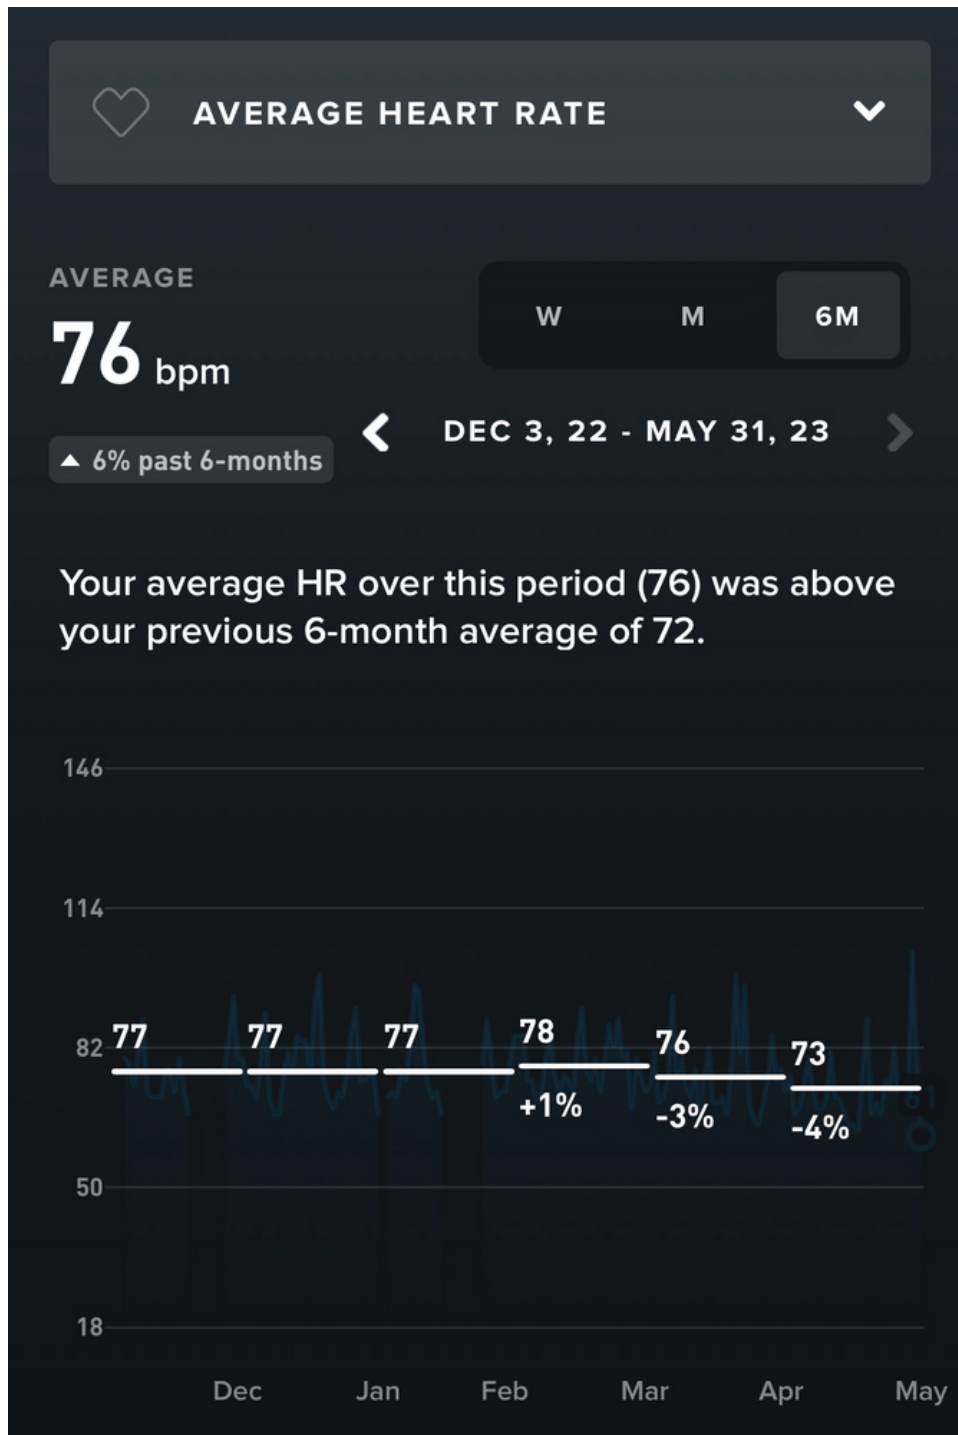 AVERAGE HEART RATE
AVERAGE
76 bpm
W M 6M
6% past 6-months
DEC 3, 22 - MAY 31, 23
Your average HR over this period (76) was above
your previous 6-month average of 72.
146
114
82
77 77 77 78 76 73
+1% -3% -4%
61
50
18
Dec Jan Feb Mar Apr May